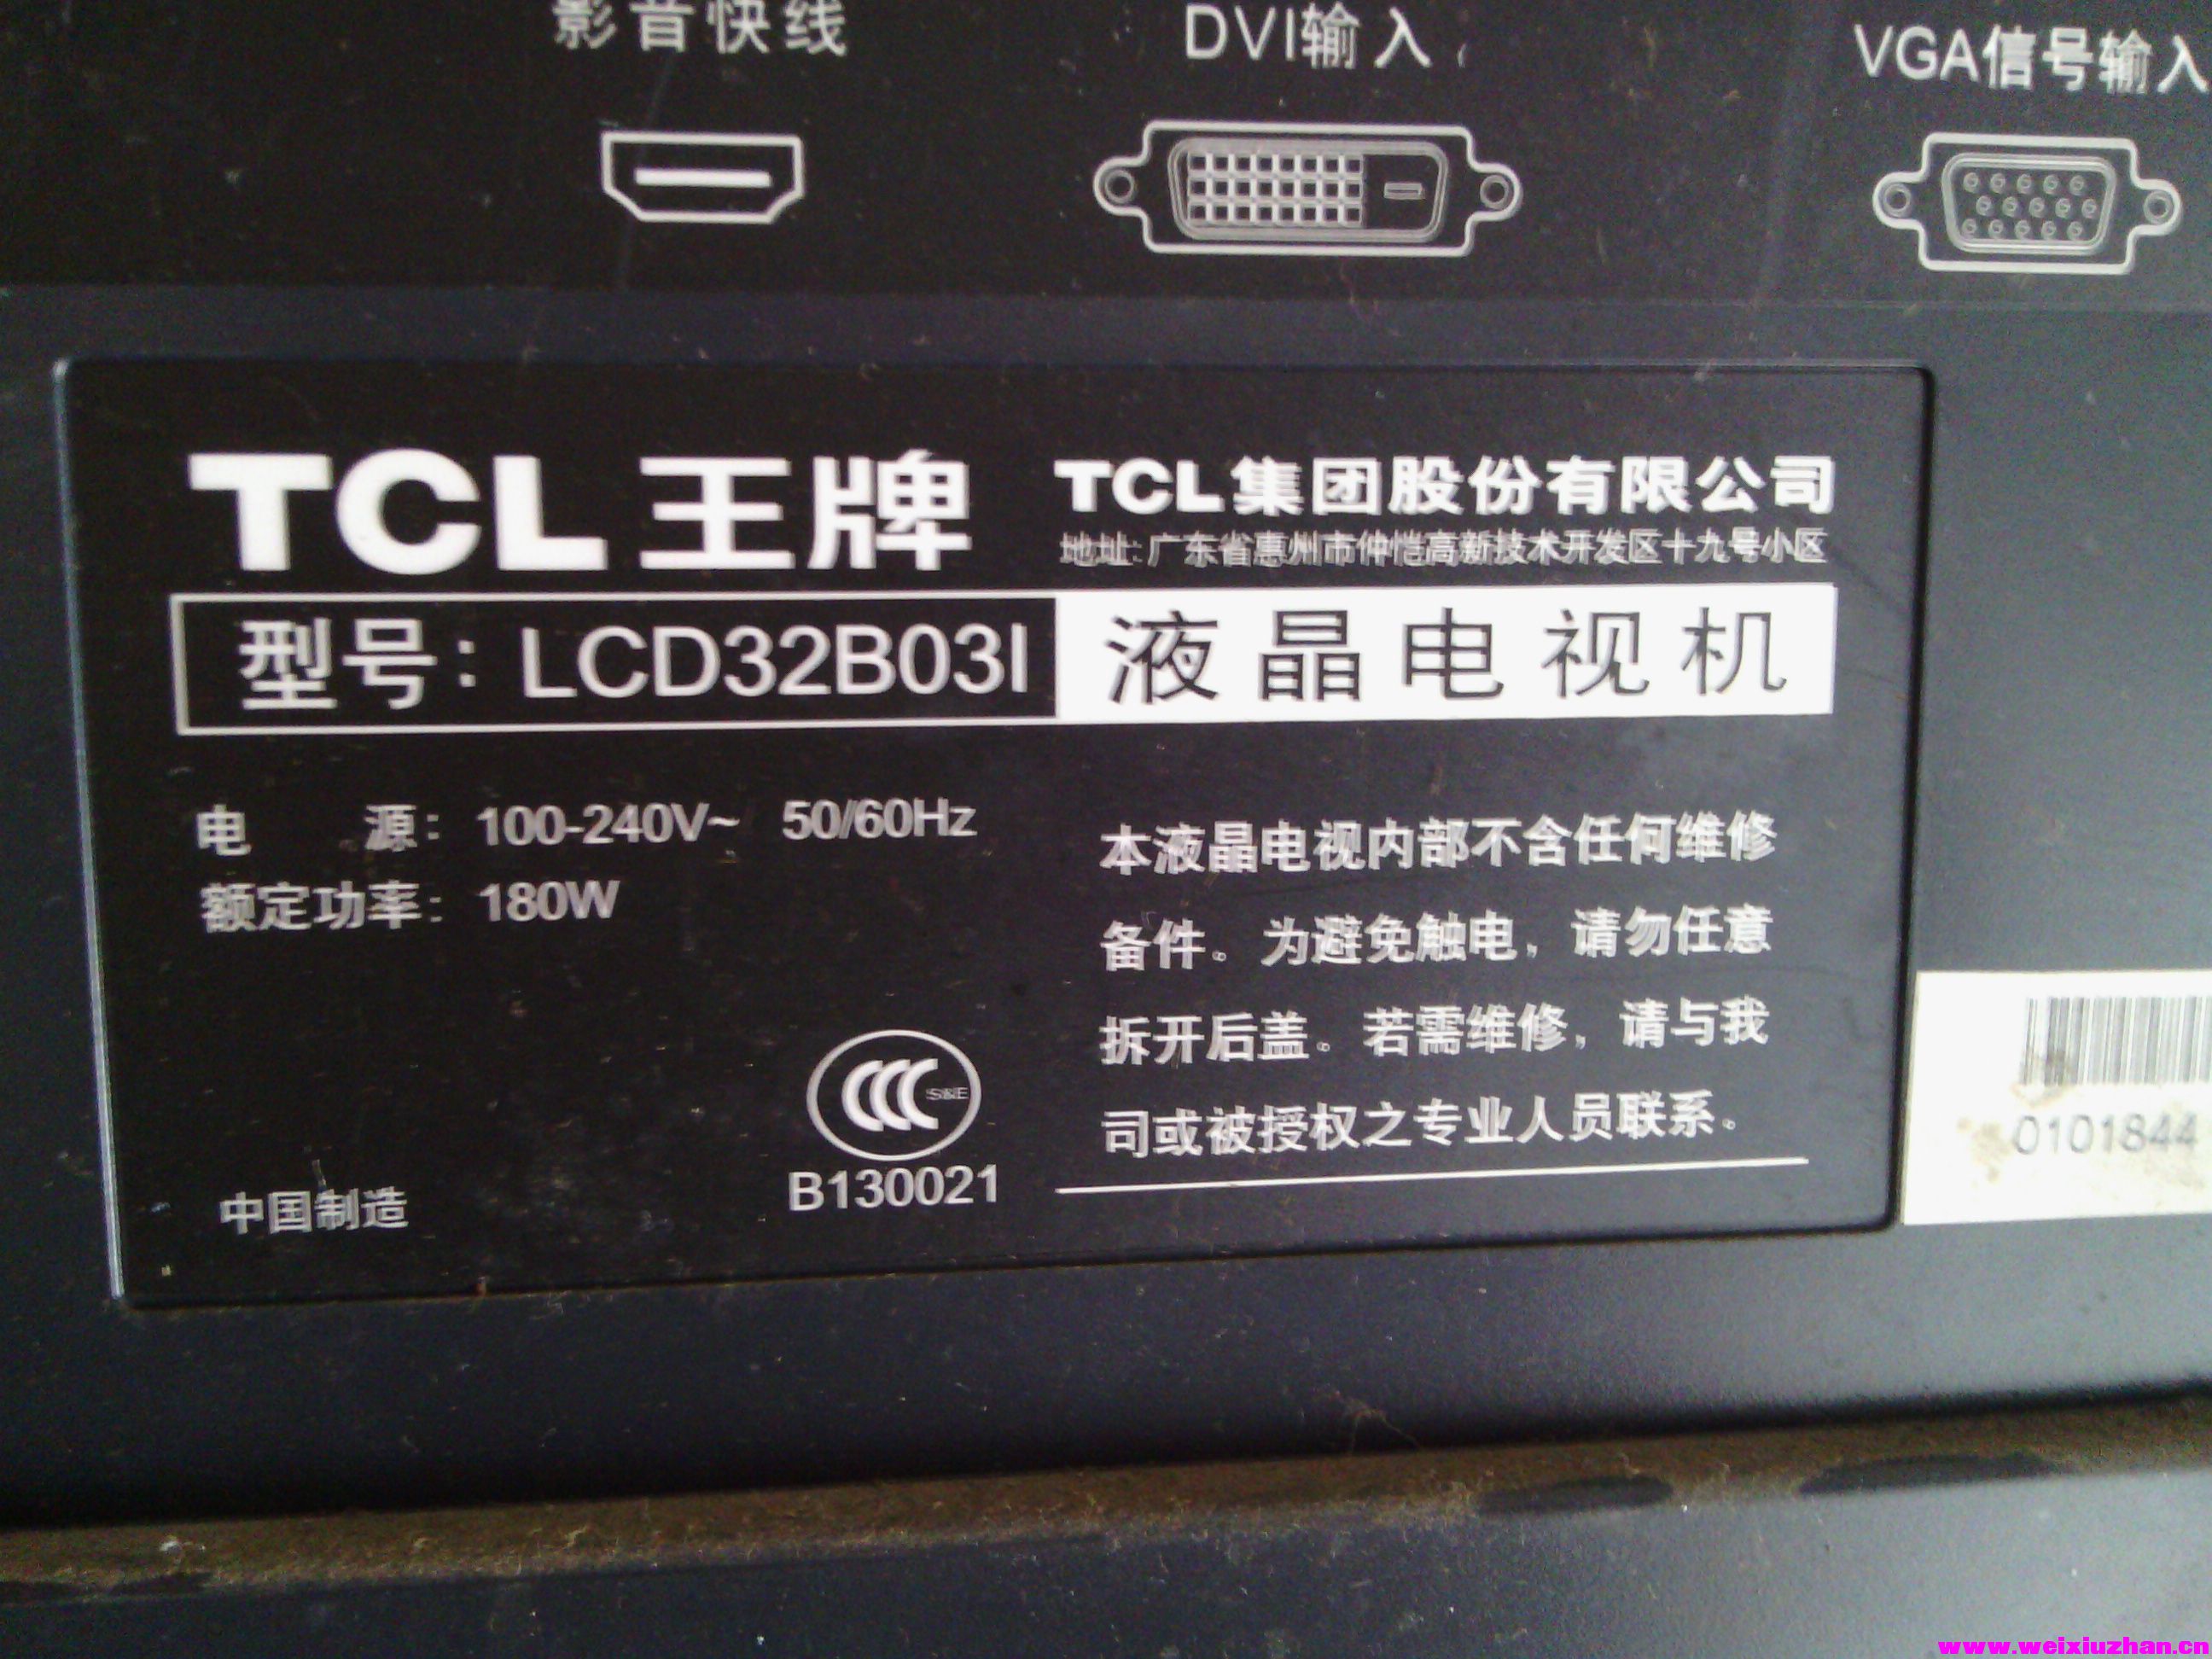 影音快线
DVI输入
VGA信号输入
TCL王牌
TCL集团股份有限公司
地址:广东省惠州市仲恺高新技术开发区十九号小区
型号: LCD32B03I
液晶电视机
电 源: 100-240V~ 50/60Hz
额定功率: 180W
本液晶电视内部不含任何维修
备件。为避免触电，请勿任意
拆开后盖。若需维修，请与我
司或被授权之专业人员联系。
CCC S&E
B130021
中国制造
0101844
www.weixiuzhan.cn